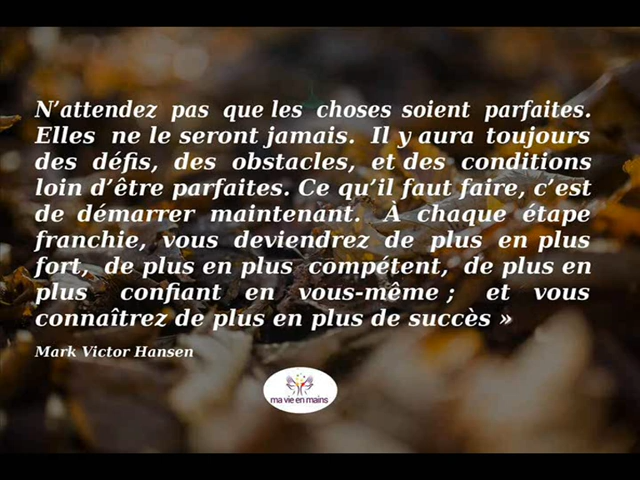 N’attendez pas que les choses soient parfaites.
Elles ne le seront jamais. Il y aura toujours
des défis, des obstacles, et des conditions
loin d’être parfaites. Ce qu’il faut faire, c’est
de démarrer maintenant. À chaque étape
franchie, vous deviendrez de plus en plus
fort, de plus en plus compétent, de plus en
plus confiant en vous-même ; et vous
connaîtrez de plus en plus de succès »
Mark Victor Hansen
ma vie en mains